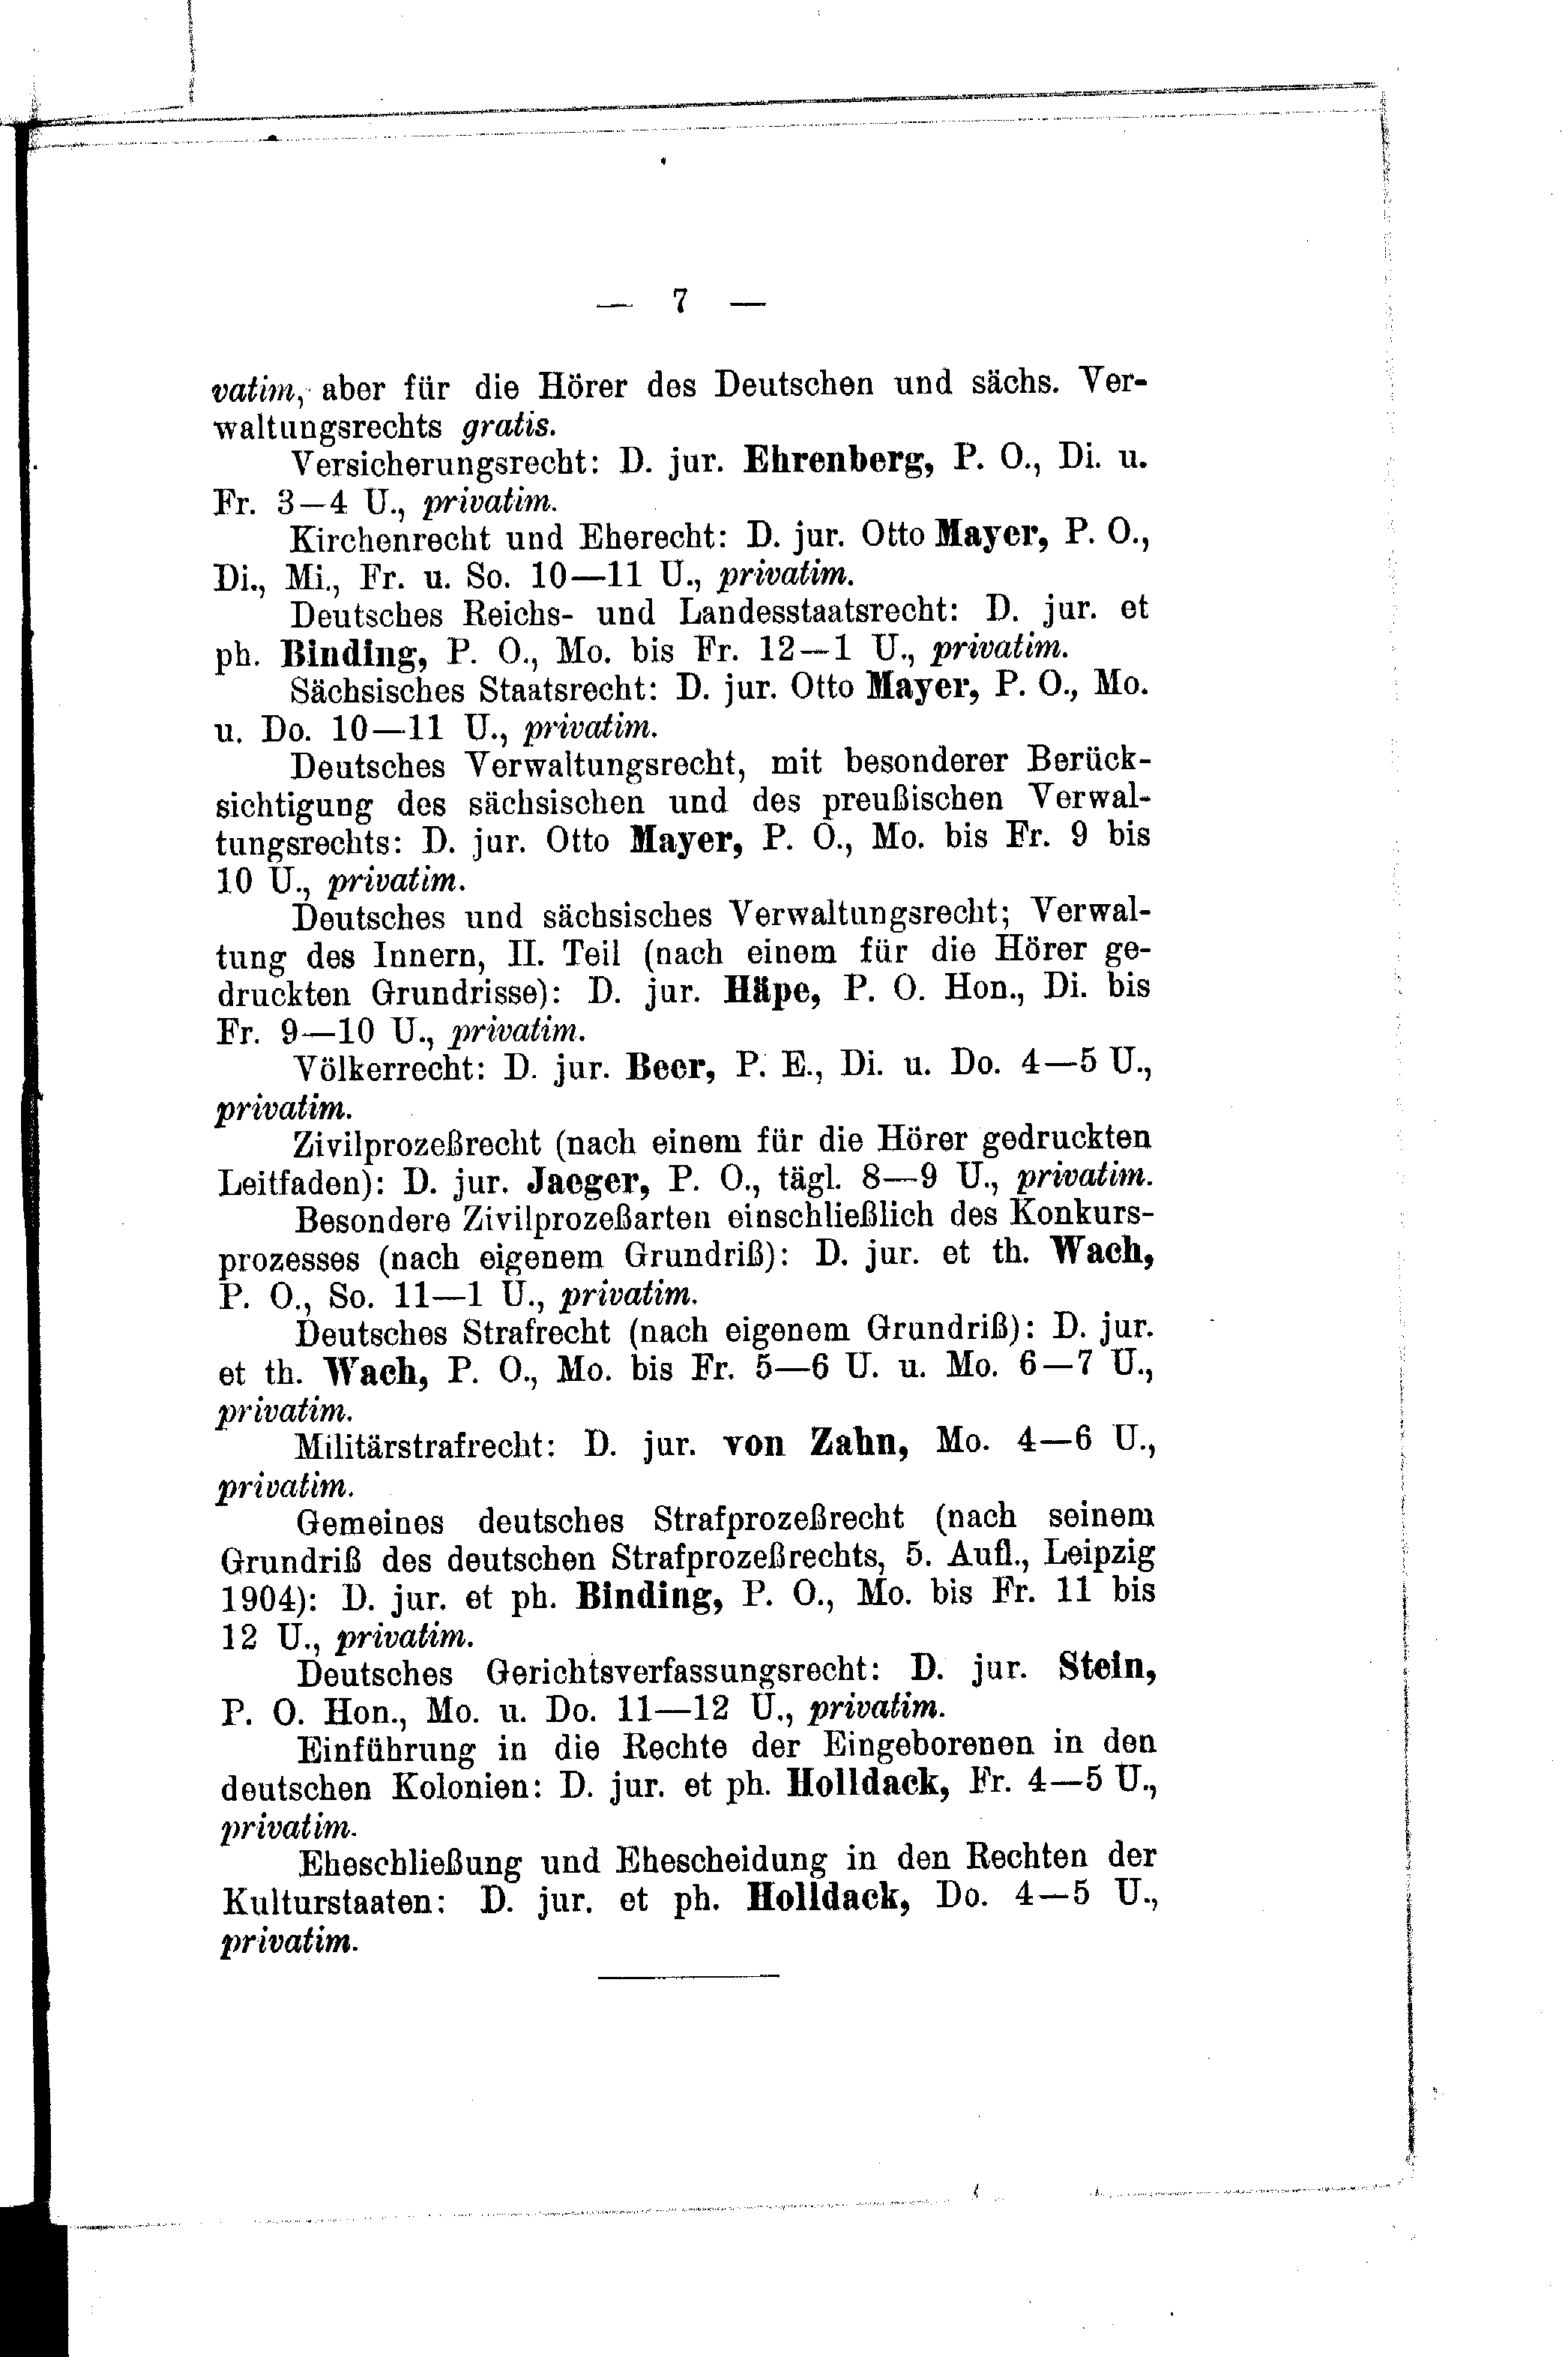 — 7 —
vatim, aber für die Hörer des Deutschen und sächs. Ver-
waltungsrechts gratis.
Versicherungsrecht: D. jur. Ehrenberg, P. O., Di. u.
Fr. 3—4 U., privatim.
Kirchenrecht und Eherecht: D. jur. Otto Mayer, P. O.,
Di., Mi., Fr. u. So. 10—11 U., privatim.
Deutsches Reichs- und Landesstaatsrecht: D. jur. et
ph. Binding, P. O., Mo. bis Fr. 12—1 U., privatim.
Sächsisches Staatsrecht: D. jur. Otto Mayer, P. O., Mo.
u. Do. 10—11 U., privatim.
Deutsches Verwaltungsrecht, mit besonderer Berück-
sichtigung des sächsischen und des preußischen Verwal-
tungsrechts: D. jur. Otto Mayer, P. O., Mo. bis Fr. 9 bis
10 U., privatim.
Deutsches und sächsisches Verwaltungsrecht; Verwal-
tung des Innern, II. Teil (nach einem für die Hörer ge-
druckten Grundrisse): D. jur. Häpe, P. O. Hon., Di. bis
Fr. 9—10 U., privatim.
Völkerrecht: D. jur. Beer, P. E., Di. u. Do. 4—5 U.,
privatim.
Zivilprozeßrecht (nach einem für die Hörer gedruckten
Leitfaden): D. jur. Jaeger, P. O., tägl. 8—9 U., privatim.
Besondere Zivilprozeßarten einschließlich des Konkurs-
prozesses (nach eigenem Grundriß): D. jur. et th. Wach,
P. O., So. 11—1 U., privatim.
Deutsches Strafrecht (nach eigenem Grundriß): D. jur.
et th. Wach, P. O., Mo. bis Fr. 5—6 U. u. Mo. 6—7 U.,
privatim.
Militärstrafrecht: D. jur. von Zahn, Mo. 4—6 U.,
privatim.
Gemeines deutsches Strafprozeßrecht (nach seinem
Grundriß des deutschen Strafprozeßrechts, 5. Aufl., Leipzig
1904): D. jur. et ph. Binding, P. O., Mo. bis Fr. 11 bis
12 U., privatim.
Deutsches Gerichtsverfassungsrecht: D. jur. Stein,
P. O. Hon., Mo. u. Do. 11—12 U., privatim.
Einführung in die Rechte der Eingeborenen in den
deutschen Kolonien: D. jur. et ph. Holldack, Fr. 4—5 U.,
privatim.
Eheschließung und Ehescheidung in den Rechten der
Kulturstaaten: D. jur. et ph. Holldack, Do. 4—5 U.,
privatim.